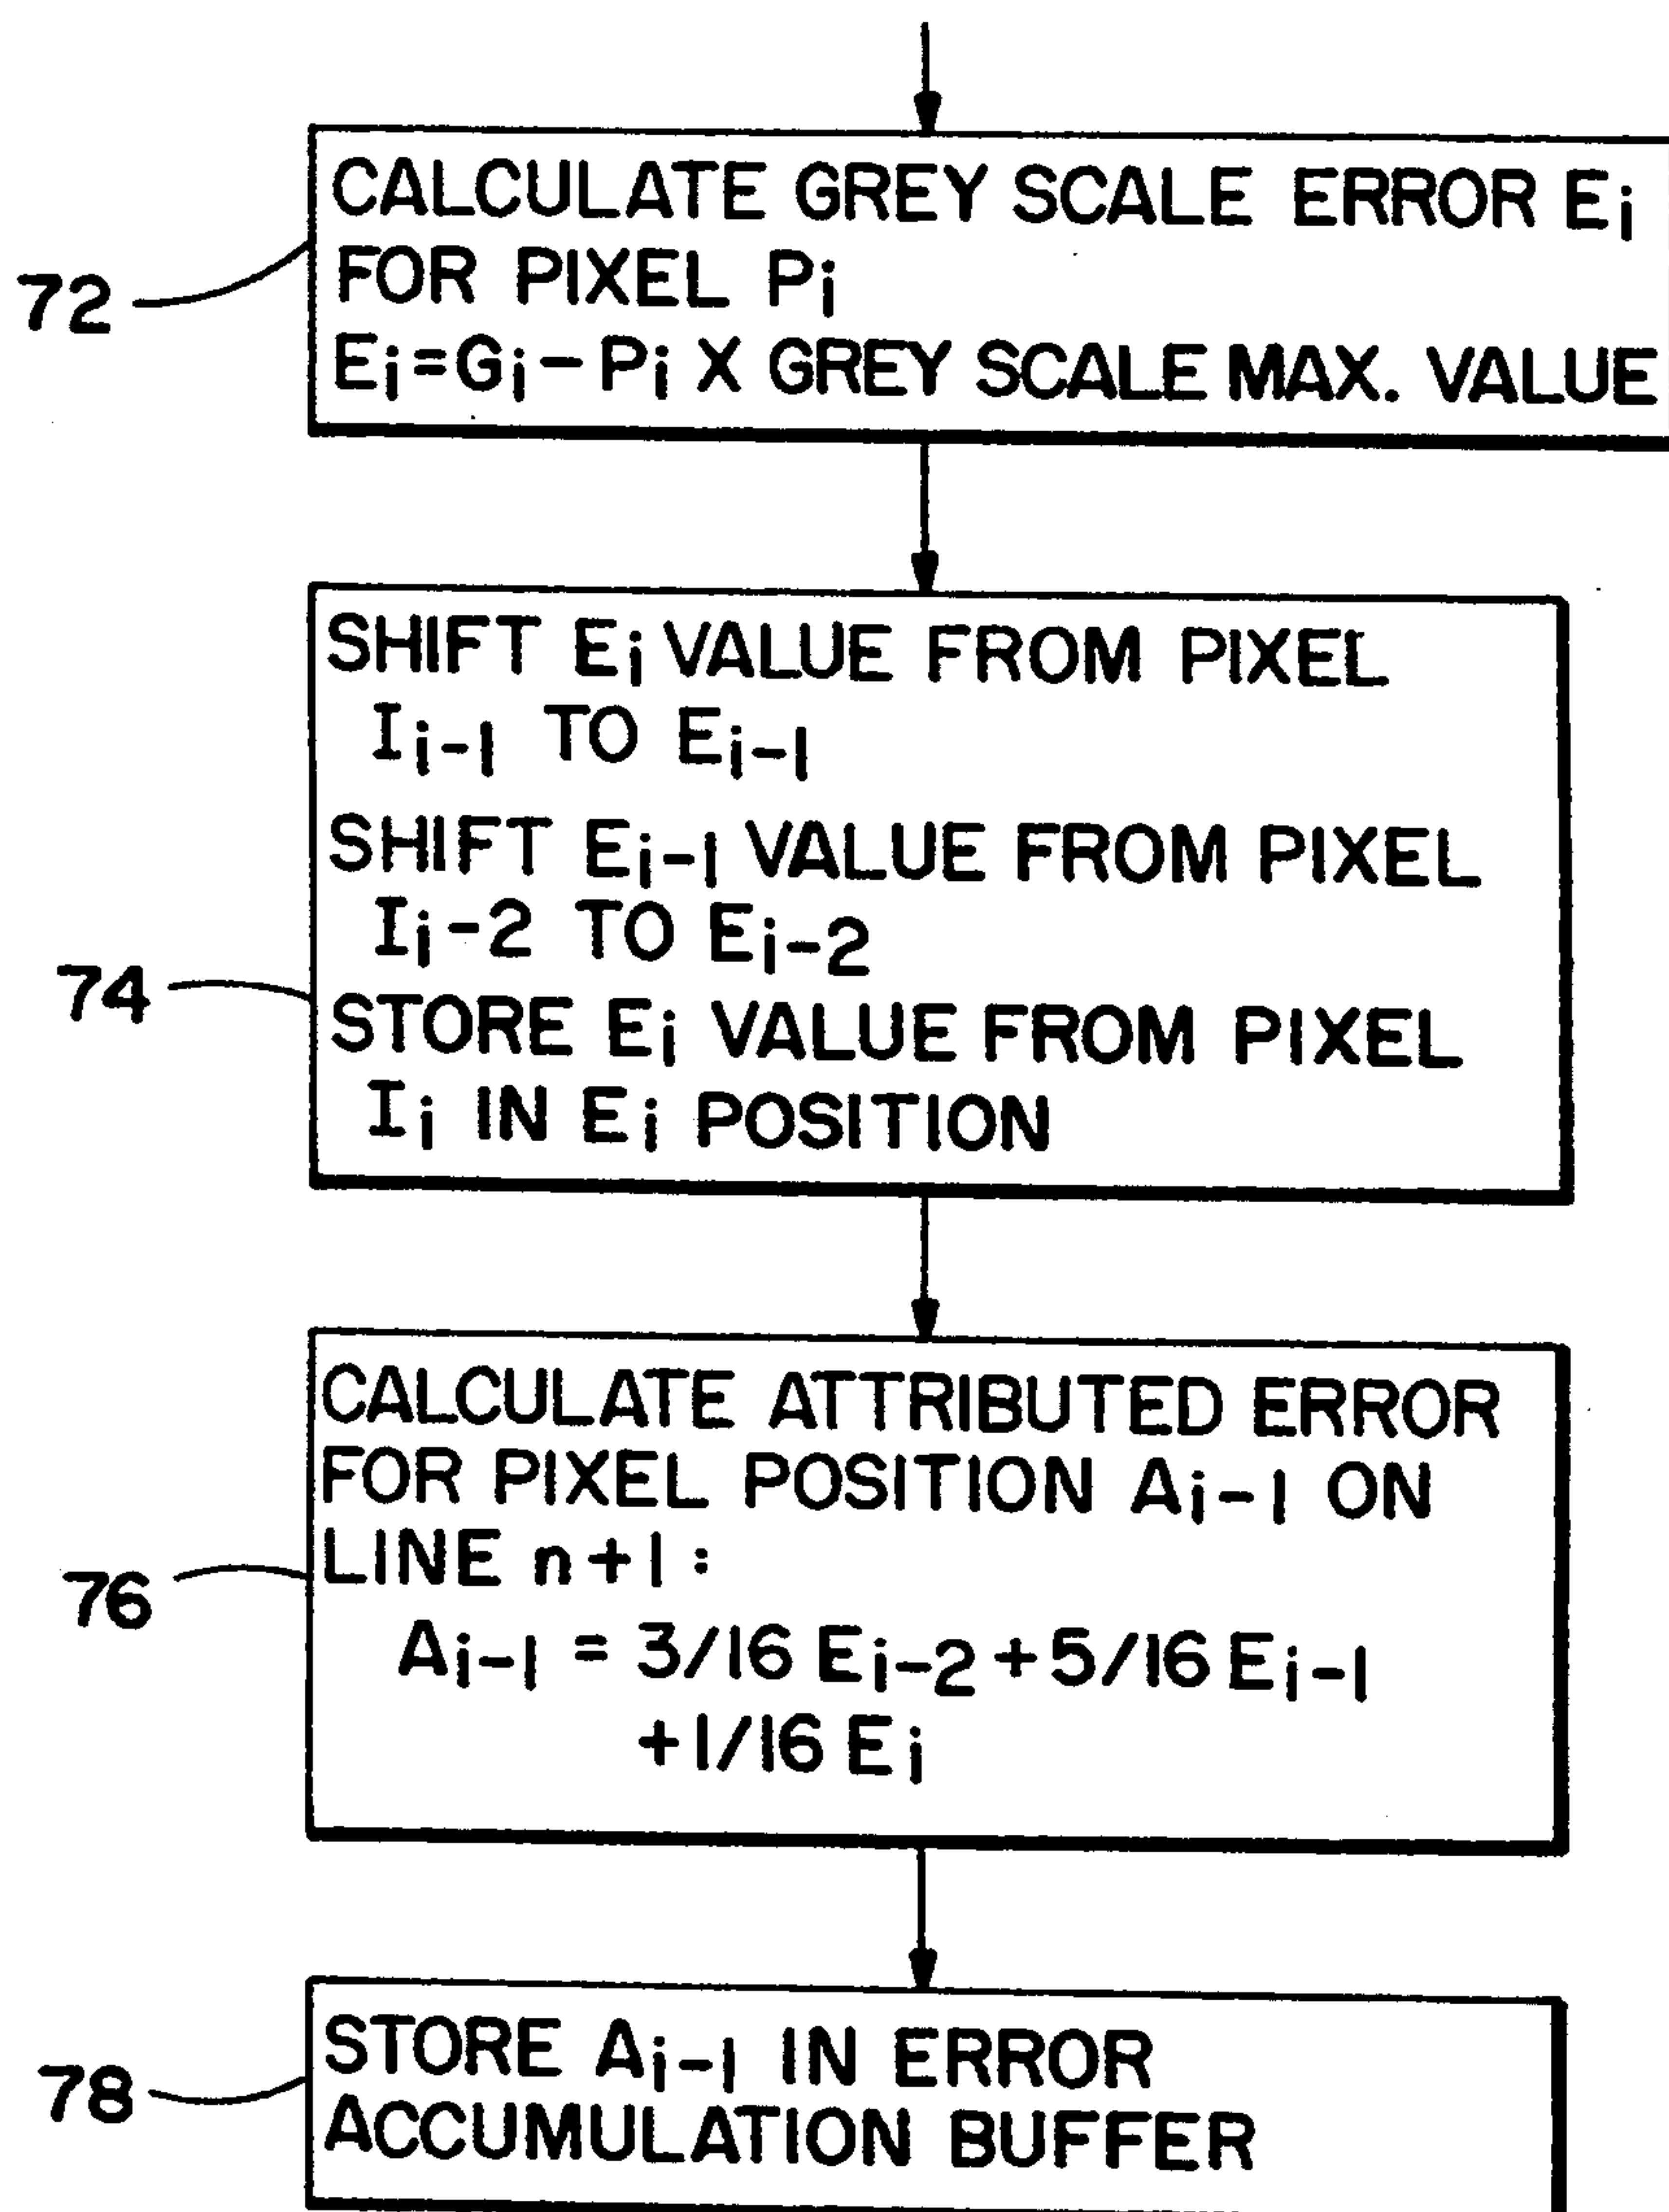 CALCULATE GREY SCALE ERROR Ei
FOR PIXEL Pi
72
Ei=Gi-Pi X GREY SCALE MAX. VALUE
SHIFT Ei VALUE FROM PIXEL
Ii-1 TO Ei-1
SHIFT Ei-1 VALUE FROM PIXEL
Ii-2 TO Ei-2
74
STORE Ei VALUE FROM PIXEL
Ii IN Ei POSITION
CALCULATE ATTRIBUTED ERROR
FOR PIXEL POSITION Ai-1 ON
LINE n+1:
76
Ai-1 = 3/16 Ei-2+5/16 Ei-1
+1/16 Ei
STORE Ai-1 IN ERROR
78
ACCUMULATION BUFFER